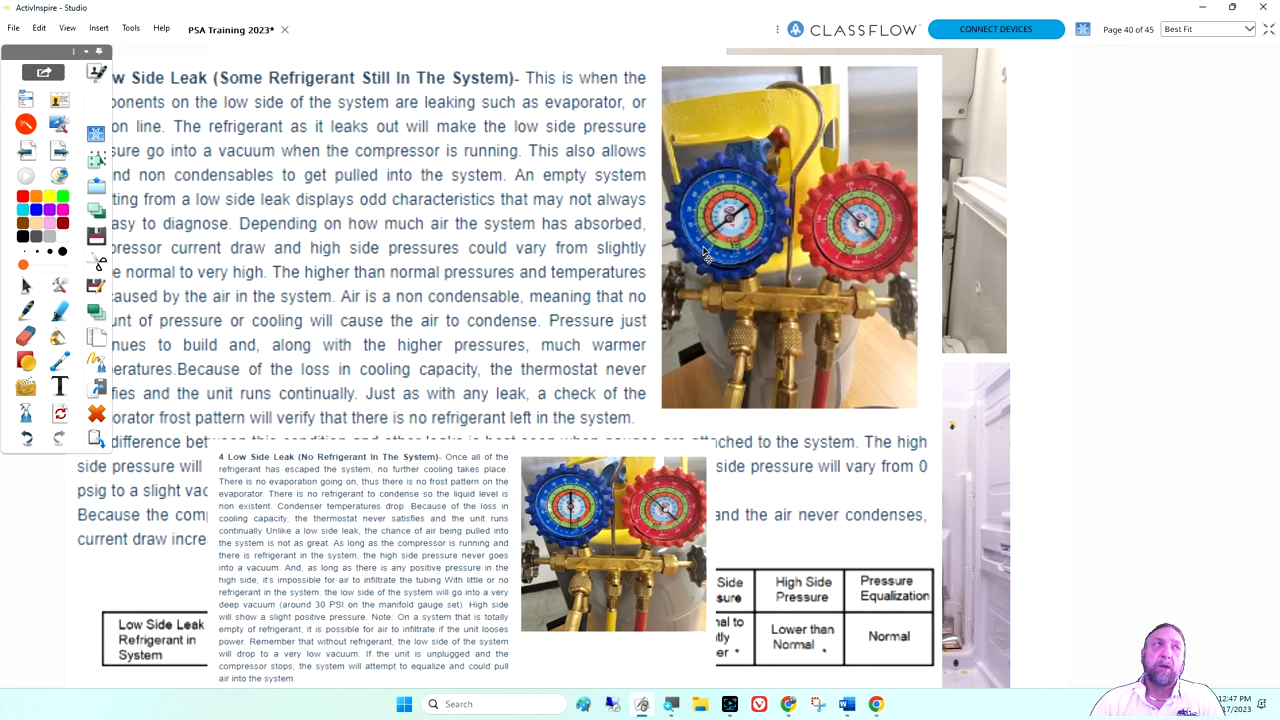 ActivInspire - Studio
File Edit View Insert Tools Help PSA Training 2023* CLASSFLOW CONNECT DEVICES Page 40 of 45 Best Fit
w Side Leak (Some Refrigerant Still In The System)- This is when the
ponents on the low side of the system are leaking such as evaporator, or
on line. The refrigerant as it leaks out will make the low side pressure
sure go into a vacuum when the compressor is running. This also allows
nd non condensables to get pulled into the system. An empty system
ting from a low side leak displays odd characteristics that may not always
asy to diagnose. Depending on how much air the system has absorbed,
pressor current draw and high side pressures could vary from slightly
e normal to very high. The higher than normal pressures and temperatures
aused by the air in the system. Air is a non condensable, meaning that no
unt of pressure or cooling will cause the air to condense. Pressure just
nues to build and, along with the higher pressures, much warmer
eratures.Because of the loss in cooling capacity, the thermostat never
fies and the unit runs continually. Just as with any leak, a check of the
orator frost pattern will verify that there is no refrigerant left in the system.
difference between this condition and other leaks is best seen when gauges are attached to the system. The high
side pressure will side pressure will vary from 0
psig to a slight vac
Because the com and the air never condenses,
current draw incre
4 Low Side Leak (No Refrigerant In The System)- Once all of the
refrigerant has escaped the system, no further cooling takes place.
There is no evaporation going on, thus there is no frost pattern on the
evaporator. There is no refrigerant to condense so the liquid level is
non existent. Condenser temperatures drop. Because of the loss in
cooling capacity, the thermostat never satisfies and the unit runs
continually Unlike a low side leak, the chance of air being pulled into
the system is not as great. As long as the compressor is running and
there is refrigerant in the system, the high side pressure never goes
into a vacuum. And, as long as there is any positive pressure in the
high side, it's impossible for air to infiltrate the tubing With little or no
refrigerant in the system, the low side of the system will go into a very
deep vacuum (around 30 PSI on the manifold gauge set). High side
will show a slight positive pressure. Note: On a system that is totally
empty of refrigerant, it is possible for air to infiltrate if the unit looses
power. Remember that without refrigerant, the low side of the system
will drop to a very low vacuum. If the unit is unplugged and the
compressor stops, the system will attempt to equalize and could pull
air into the system.
Side
sure
High Side
Pressure
Pressure
Equalization
Low Side Leak
Refrigerant in
System
nal to
tly
er *
Lower than
Normal *
Normal
Search
12:47 PM
17/2023